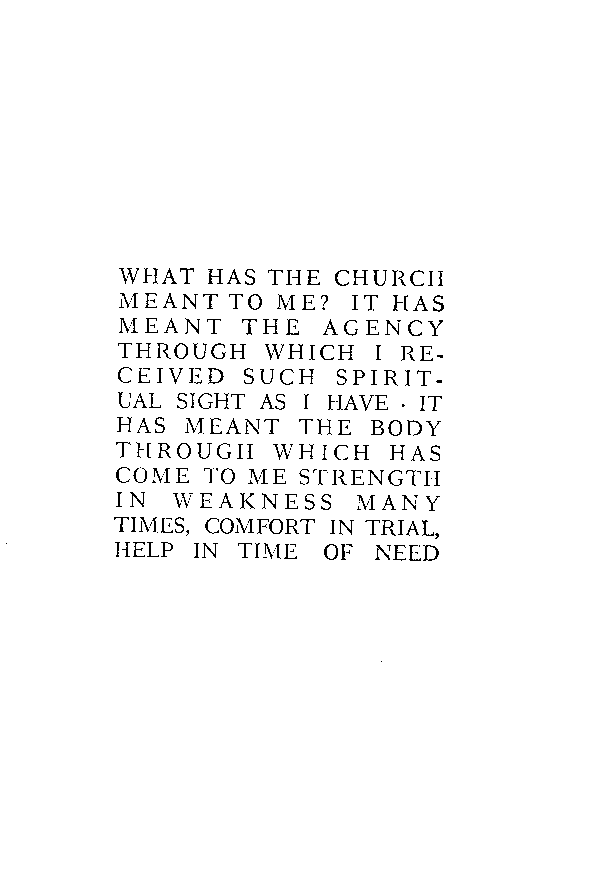 WHAT HAS THE CHURCH
MEANT TO ME? IT HAS
MEANT THE AGENCY
THROUGH WHICH I RE-
CEIVED SUCH SPIRIT-
UAL SIGHT AS I HAVE · IT
HAS MEANT THE BODY
THROUGH WHICH HAS
COME TO ME STRENGTH
IN WEAKNESS MANY
TIMES, COMFORT IN TRIAL,
HELP IN TIME OF NEED